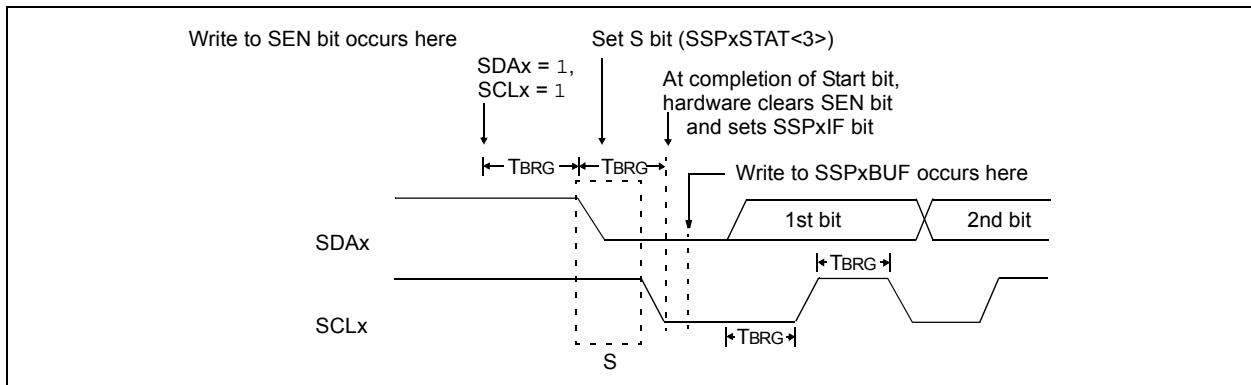 Write to SEN bit occurs here
Set S bit (SSPxSTAT<3>)
SDAx = 1,
SCLx = 1
At completion of Start bit,
hardware clears SEN bit
and sets SSPxIF bit
TBRG
TBRG
Write to SSPxBUF occurs here
1st bit
2nd bit
SDAx
TBRG
SCLx
TBRG
S